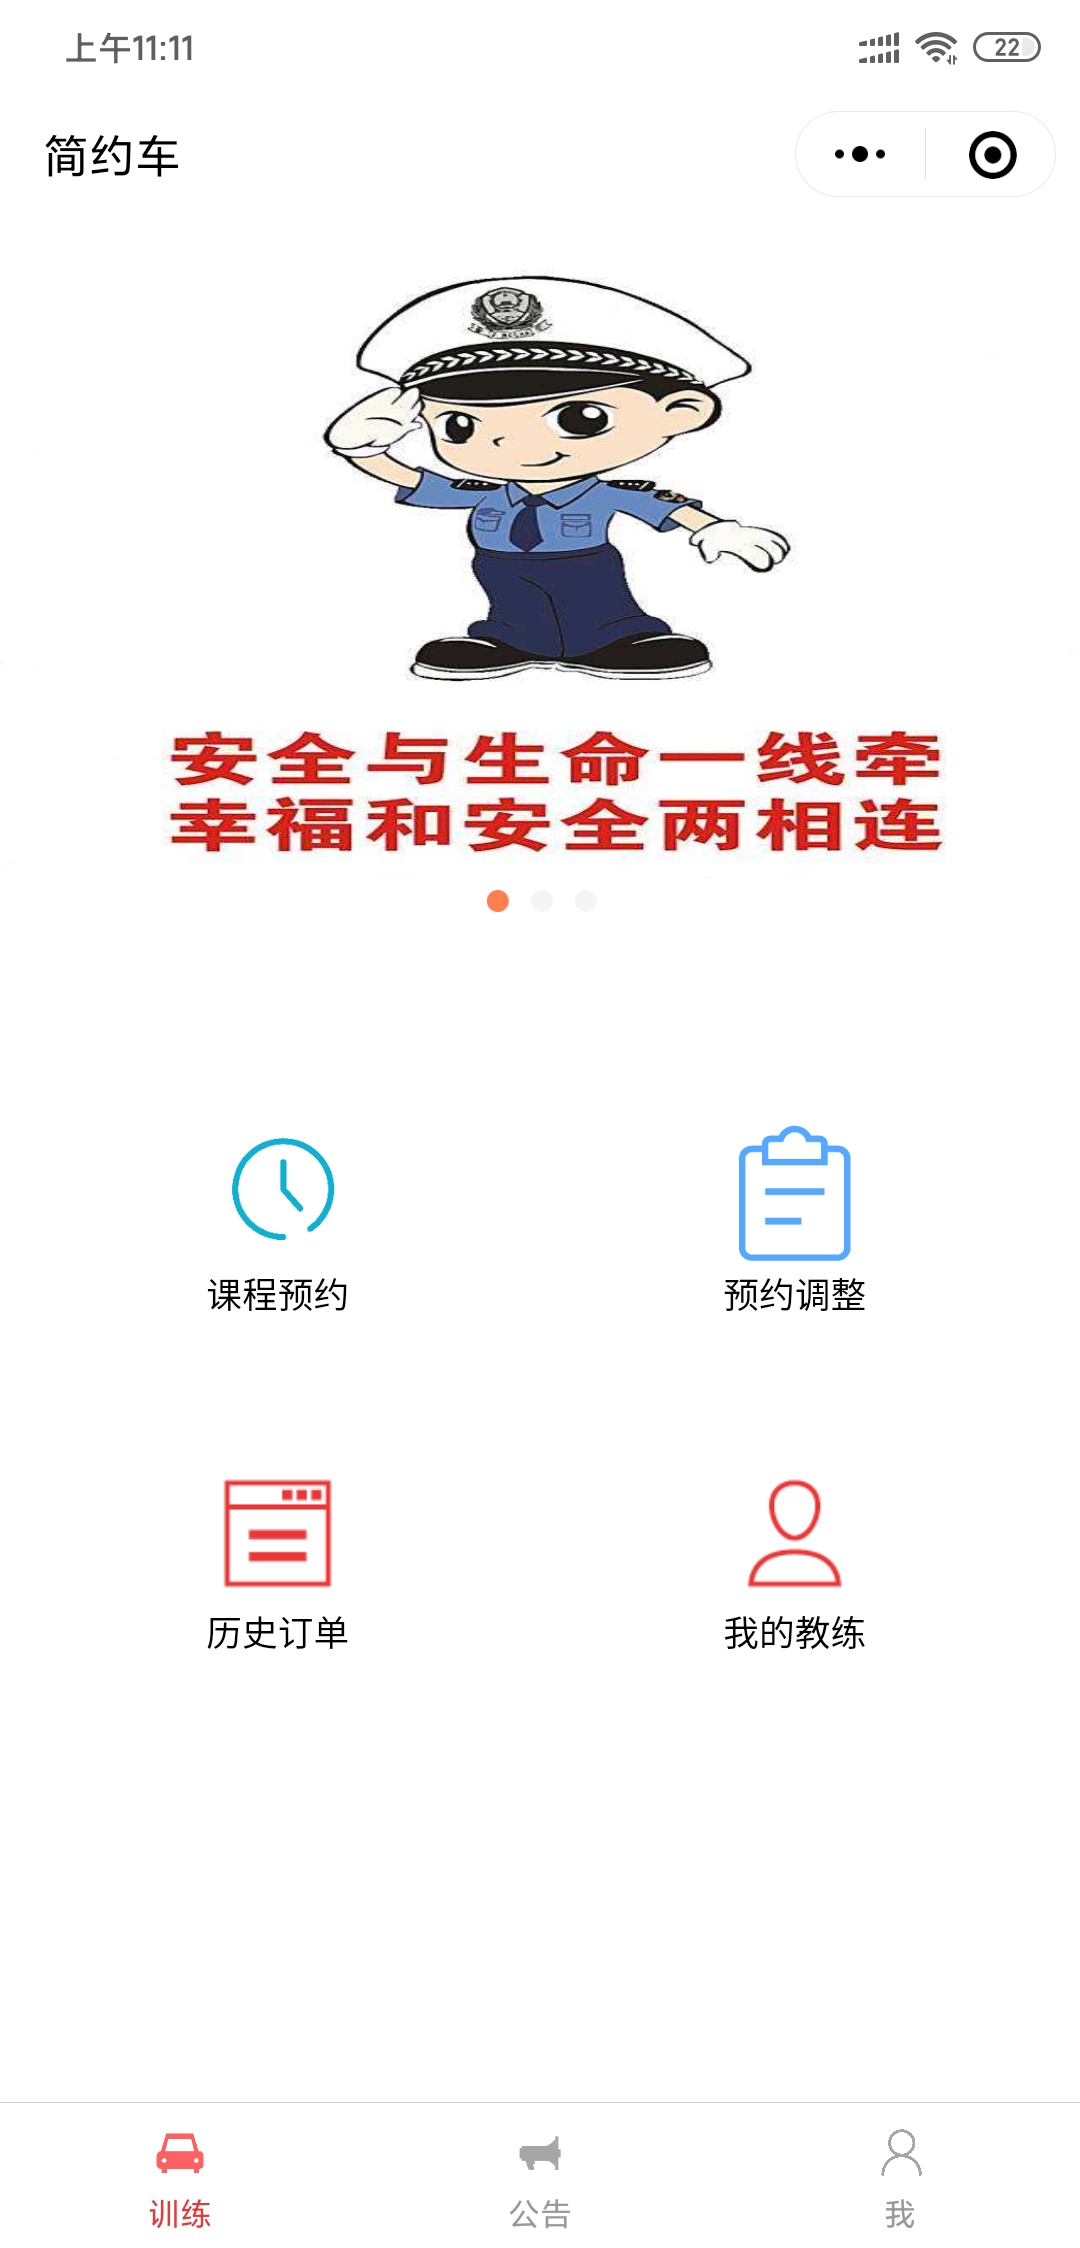 上午11:11
22
简约车
安全与生命一线牵
幸福和安全两相连
课程预约
预约调整
历史订单
我的教练
训练
公告
我